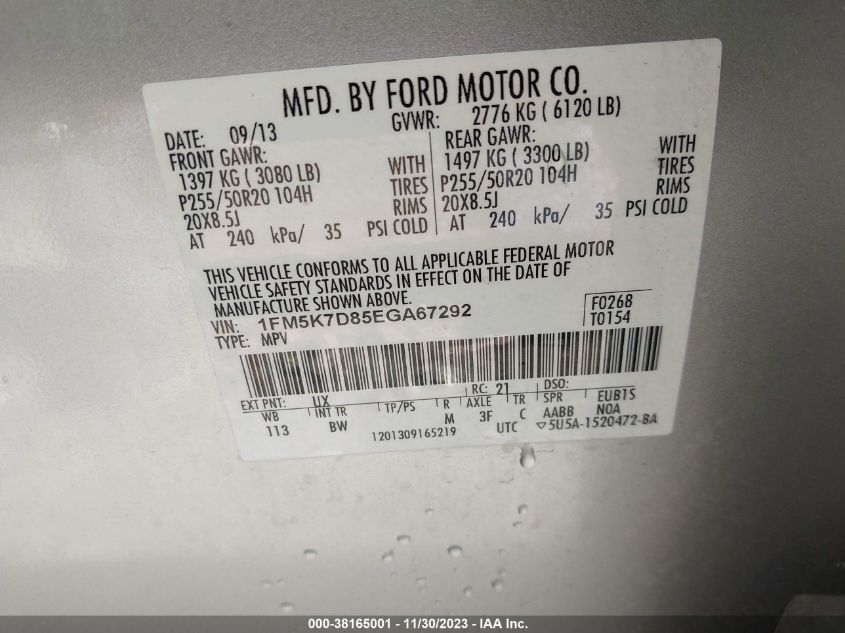 MFD. BY FORD MOTOR CO.
DATE: 09/13 GVWR: 2776 KG ( 6120 LB)
FRONT GAWR: REAR GAWR:
1397 KG ( 3080 LB) WITH 1497 KG ( 3300 LB) WITH
P255/50R20 104H TIRES P255/50R20 104H TIRES
20X8.5J RIMS 20X8.5J RIMS
AT 240 kPa/ 35 PSI COLD AT 240 kPa/ 35 PSI COLD
THIS VEHICLE CONFORMS TO ALL APPLICABLE FEDERAL MOTOR
VEHICLE SAFETY STANDARDS IN EFFECT ON THE DATE OF
MANUFACTURE SHOWN ABOVE.
VIN: 1FM5K7D85EGA67292 F0268
TYPE: MPV T0154
EXT PNT: UX RC: 21 DSO:
WB INT TR TP/PS R AXLE TR SPR EUB1S
113 BW M 3F C AABB NOA
1201309165219 UTC ▽5U5A-1520472-BA
000-38165001 - 11/30/2023 - IAA Inc.